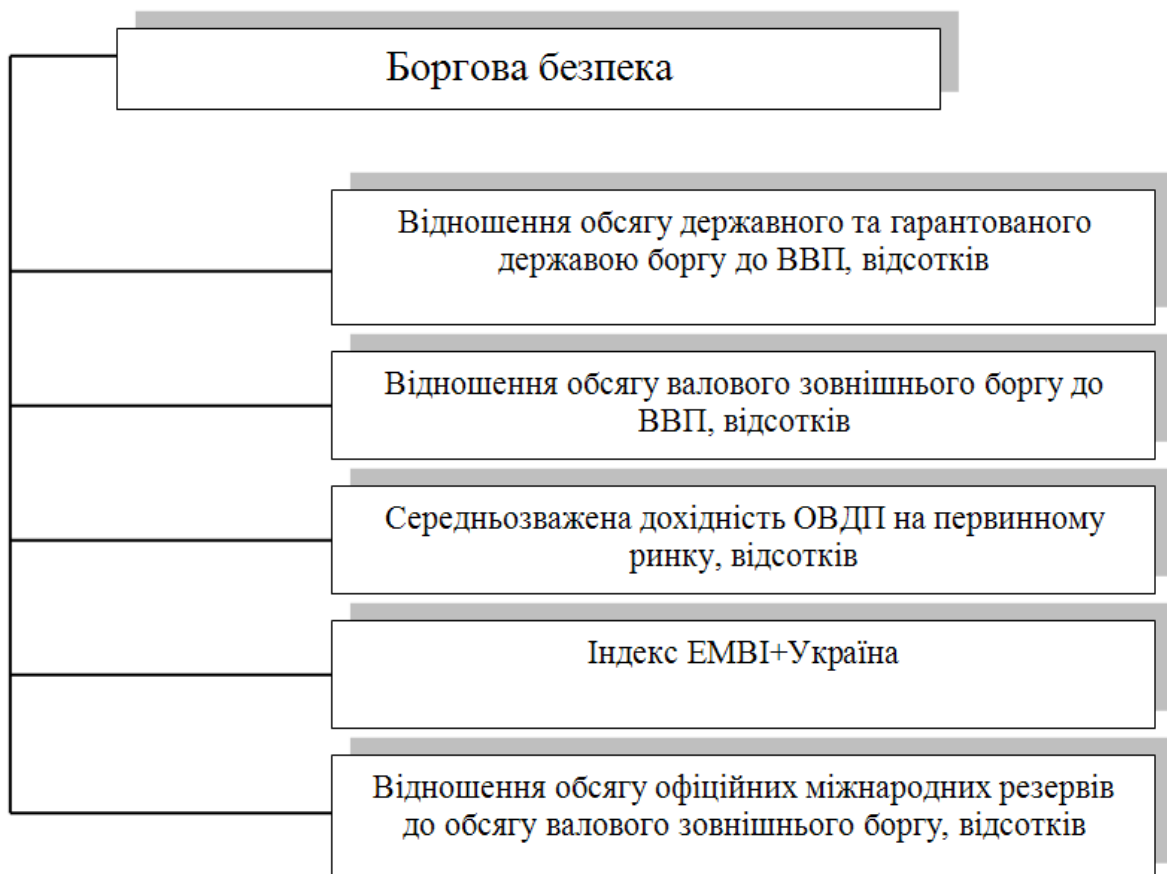 Боргова безпека
Відношення обсягу державного та гарантованого
державою боргу до ВВП, відсотків
Відношення обсягу валового зовнішнього боргу до
ВВП, відсотків
Середньозважена дохідність ОВДП на первинному
ринку, відсотків
Індекс ЕМВІ+Україна
Відношення обсягу офіційних міжнародних резервів
до обсягу валового зовнішнього боргу, відсотків